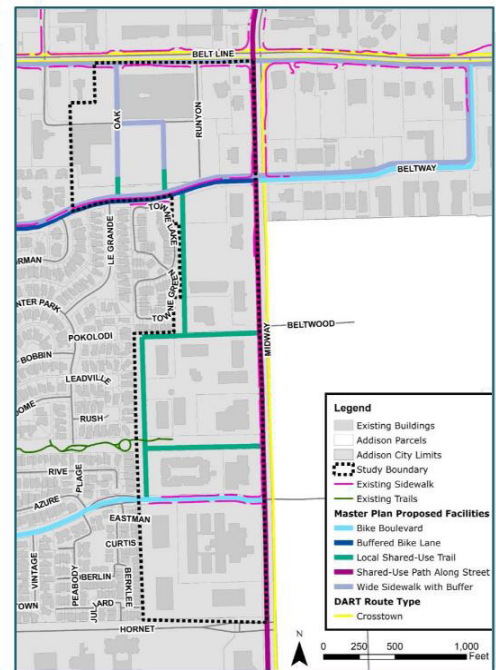 BELT LINE
OAK
RUNYON
BELTWAY
TOWNE LAKE
LE GRANDE
ORMAN
TOWNE GREEN
NTER PARK
POKOLODI
BELTWOOD
MIDWAY
BOBBIN
LEADVILLE
OME
RUSH
RIVE
PLAGE
AZURE
EASTMAN
CURTIS
VINTAGE
PEABODY
BERLIN
BERKLEE
TOWN
JULLARD
HORNET
Legend
Existing Buildings
Addison Parcels
Addison City Limits
Study Boundary
Existing Sidewalk
Existing Trails
Master Plan Proposed Facilities
Bike Boulevard
Buffered Bike Lane
Local Shared-Use Trail
Shared-Use Path Along Street
Wide Sidewalk with Buffer
DART Route Type
Crosstown
N
0 250 500 1,000
Feet